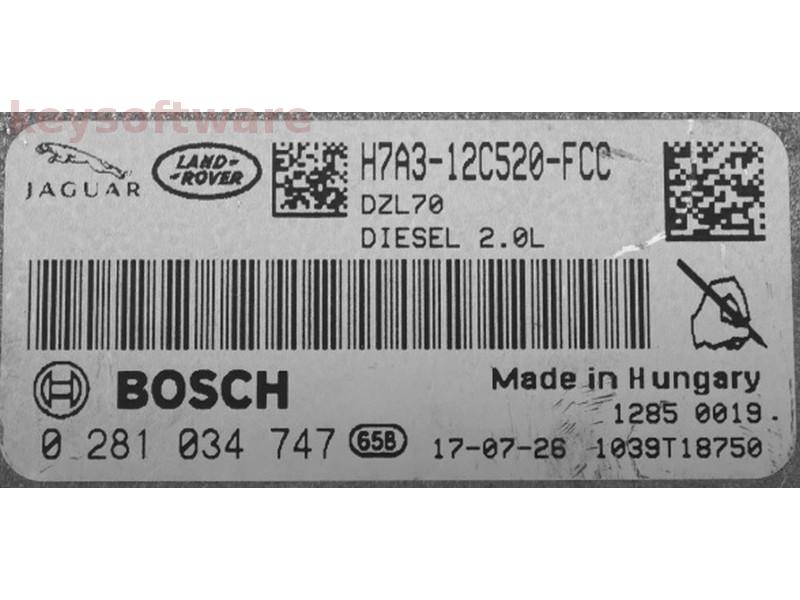 keysoftware
JAGUAR
LAND-
-ROVER
H7A3-12C520-FCC
DZL70
DIESEL 2.0L
BOSCH
Made in Hungary
1285 0019
0 281 034 747 65B 17-07-26 1039T18750